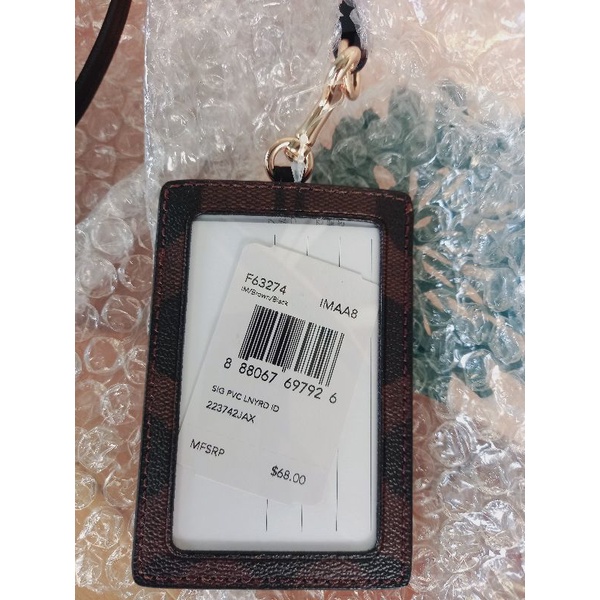 F63274 IMAA8
IM/Brown/Black
8 88067 69792 6
SIG PVC LNYRD ID
223742JAX
MFSRP $68.00